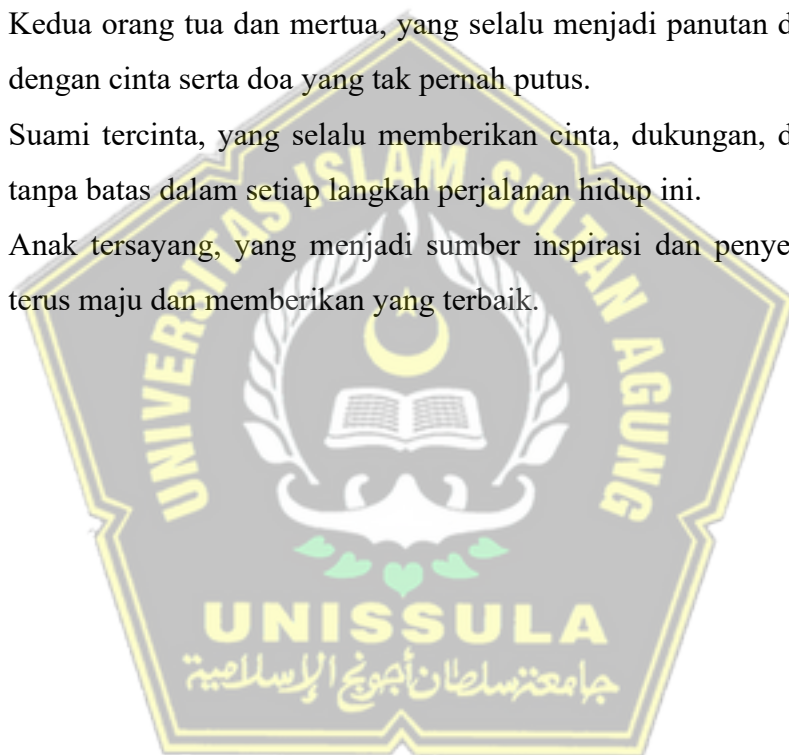 Kedua orang tua dan mertua, yang selalu menjadi panutan d
dengan cinta serta doa yang tak pernah putus.
Suami tercinta, yang selalu memberikan cinta, dukungan, d
tanpa batas dalam setiap langkah perjalanan hidup ini.
Anak tersayang, yang menjadi sumber inspirasi dan penye
terus maju dan memberikan yang terbaik.
UNIVERSITAS ISLAM SULTAN AGUNG
UNISSULA
جامعة سلطان أجونج الإسلامية